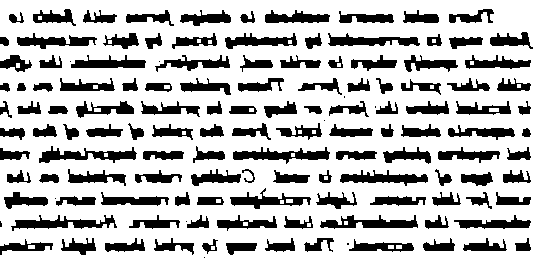 There exist several methods to design forms with fields to
fields may be surrounded by bounding boxes, by light rectangles o
methods specify where to write and, therefore, minimize the effe
with other parts of the form. These guides can be located on a s
is located below the form or they can be printed directly on the f
a separate sheet is much better from the point of view of the qua
but requires giving more instructions and, more importantly, rest
this type of acquisition is used. Guiding rulers printed on the
used for this reason. Light rectangles can be removed more easily
whenever the handwritten text touches the rulers. Nevertheless,
be taken into account: The best way to print these light rectang